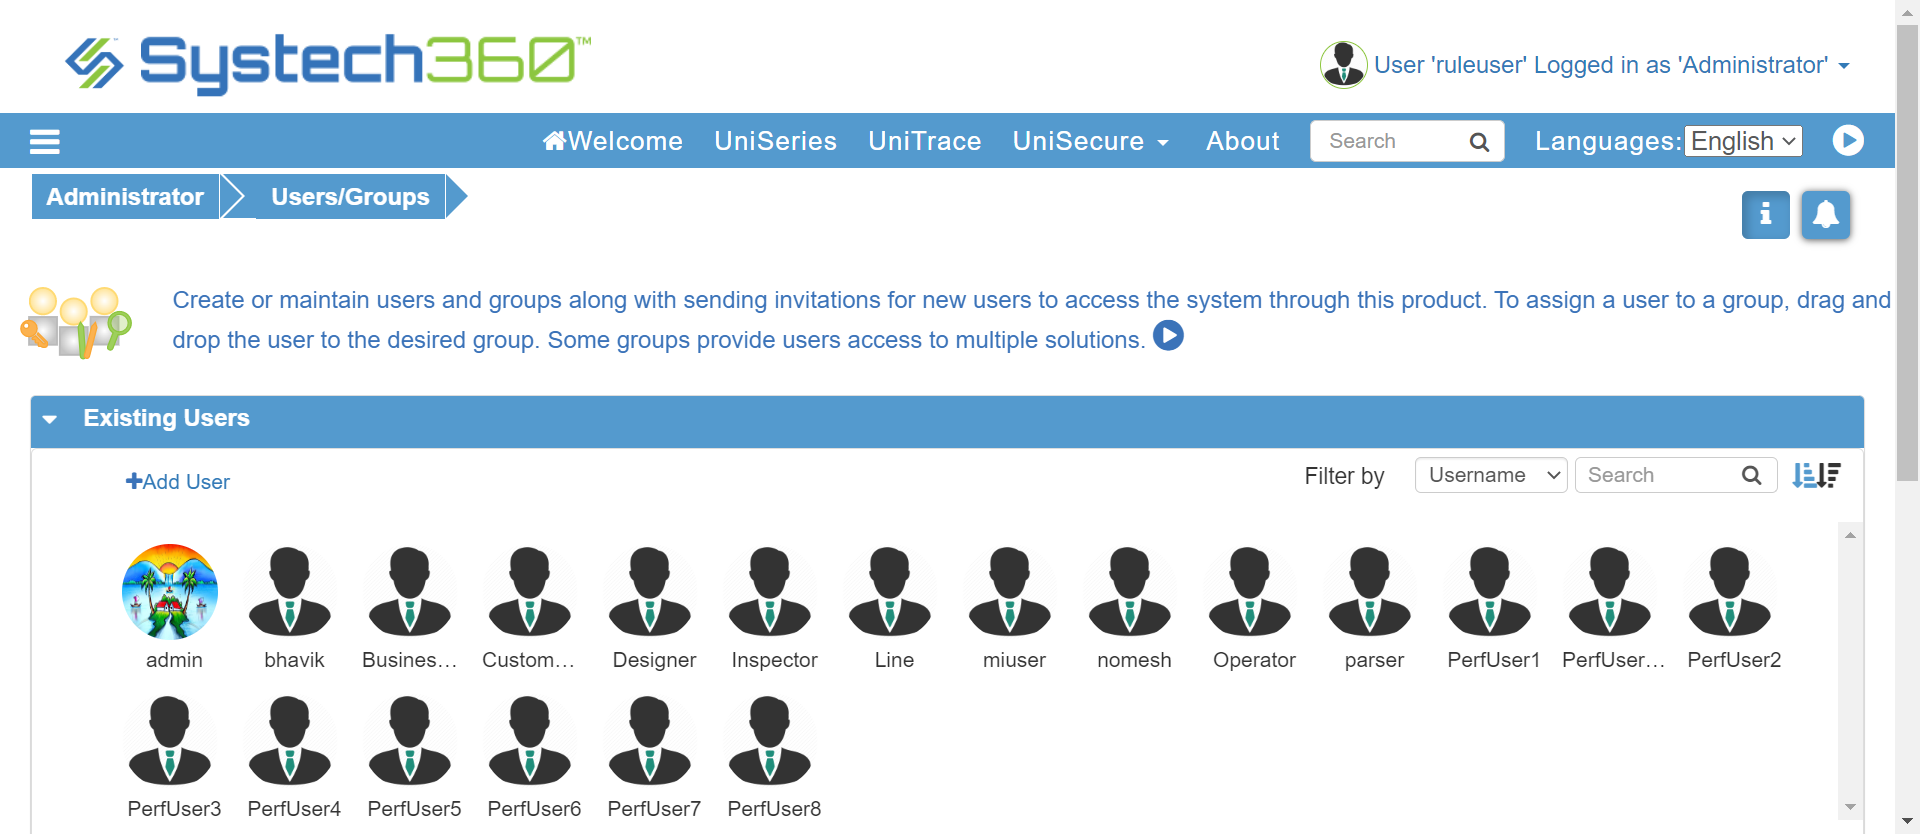 Systech360™
User 'ruleuser' Logged in as 'Administrator'
Welcome UniSeries UniTrace UniSecure About Search Languages: English
Administrator Users/Groups
Create or maintain users and groups along with sending invitations for new users to access the system through this product. To assign a user to a group, drag and
drop the user to the desired group. Some groups provide users access to multiple solutions.
Existing Users
Add User Filter by Username Search
admin bhavik Busines... Custom... Designer Inspector Line miuser nomesh Operator parser PerfUser1 PerfUser... PerfUser2
PerfUser3 PerfUser4 PerfUser5 PerfUser6 PerfUser7 PerfUser8